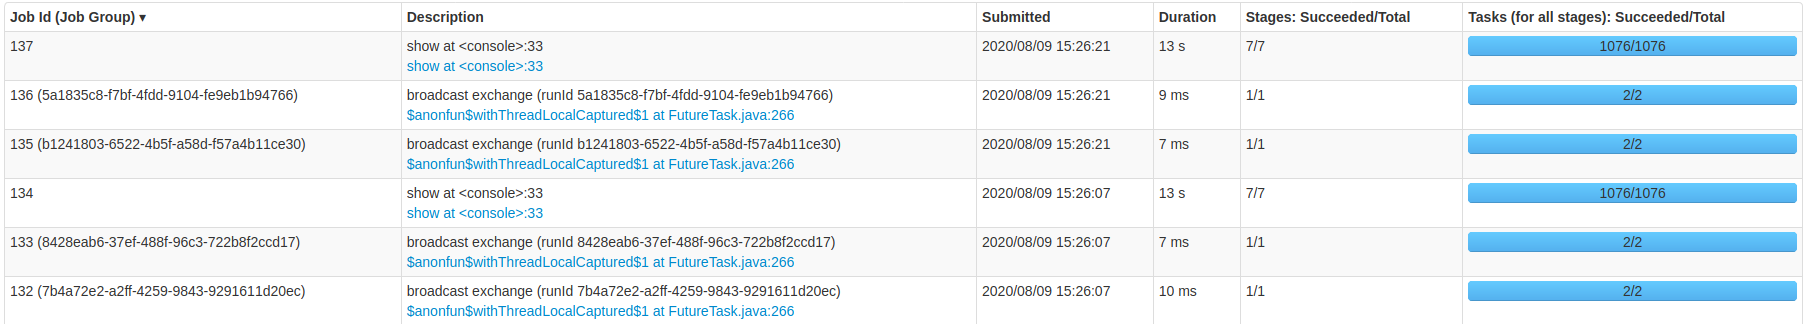 Job Id (Job Group) ▾ Description Submitted Duration Stages: Succeeded/Total Tasks (for all stages): Succeeded/Total
137 show at <console>:33 2020/08/09 15:26:21 13 s 7/7 1076/1076
show at <console>:33
136 (5a1835c8-f7bf-4fdd-9104-fe9eb1b94766) broadcast exchange (runId 5a1835c8-f7bf-4fdd-9104-fe9eb1b94766) 2020/08/09 15:26:21 9 ms 1/1 2/2
$anonfun$withThreadLocalCaptured$1 at FutureTask.java:266
135 (b1241803-6522-4b5f-a58d-f57a4b11ce30) broadcast exchange (runId b1241803-6522-4b5f-a58d-f57a4b11ce30) 2020/08/09 15:26:21 7 ms 1/1 2/2
$anonfun$withThreadLocalCaptured$1 at FutureTask.java:266
134 show at <console>:33 2020/08/09 15:26:07 13 s 7/7 1076/1076
show at <console>:33
133 (8428eab6-37ef-488f-96c3-722b8f2ccd17) broadcast exchange (runId 8428eab6-37ef-488f-96c3-722b8f2ccd17) 2020/08/09 15:26:07 7 ms 1/1 2/2
$anonfun$withThreadLocalCaptured$1 at FutureTask.java:266
132 (7b4a72e2-a2ff-4259-9843-9291611d20ec) broadcast exchange (runId 7b4a72e2-a2ff-4259-9843-9291611d20ec) 2020/08/09 15:26:07 10 ms 1/1 2/2
$anonfun$withThreadLocalCaptured$1 at FutureTask.java:266